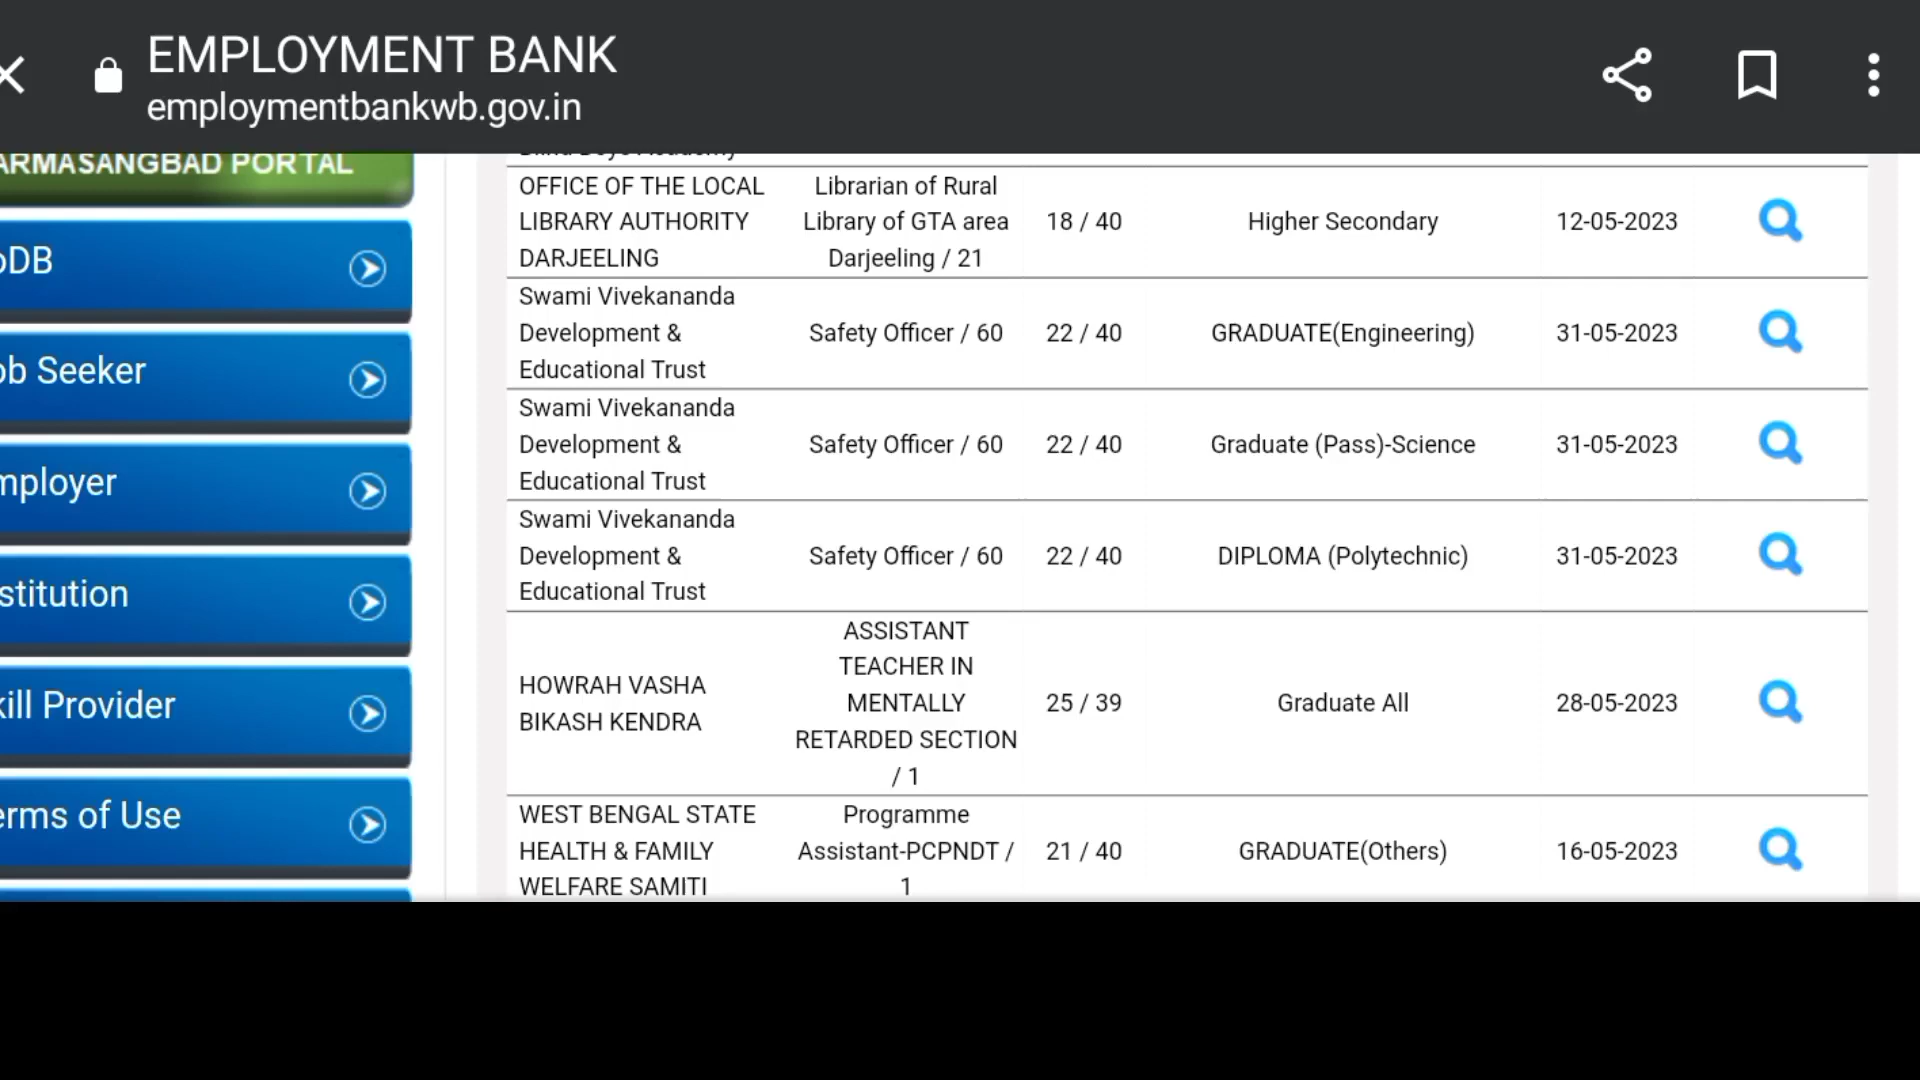 EMPLOYMENT BANK
employmentbankwb.gov.in
ARMASANGBAD PORTAL
oDB
ob Seeker
mployer
stitution
kill Provider
erms of Use
OFFICE OF THE LOCAL
LIBRARY AUTHORITY
DARJEELING
Librarian of Rural
Library of GTA area
Darjeeling / 21
18 / 40
Higher Secondary
12-05-2023
Swami Vivekananda
Development &
Educational Trust
Safety Officer / 60
22 / 40
GRADUATE(Engineering)
31-05-2023
Swami Vivekananda
Development &
Educational Trust
Safety Officer / 60
22 / 40
Graduate (Pass)-Science
31-05-2023
Swami Vivekananda
Development &
Educational Trust
Safety Officer / 60
22 / 40
DIPLOMA (Polytechnic)
31-05-2023
HOWRAH VASHA
BIKASH KENDRA
ASSISTANT
TEACHER IN
MENTALLY
RETARDED SECTION
/ 1
25 / 39
Graduate All
28-05-2023
WEST BENGAL STATE
HEALTH & FAMILY
WELFARE SAMITI
Programme
Assistant-PCPNDT /
1
21 / 40
GRADUATE(Others)
16-05-2023